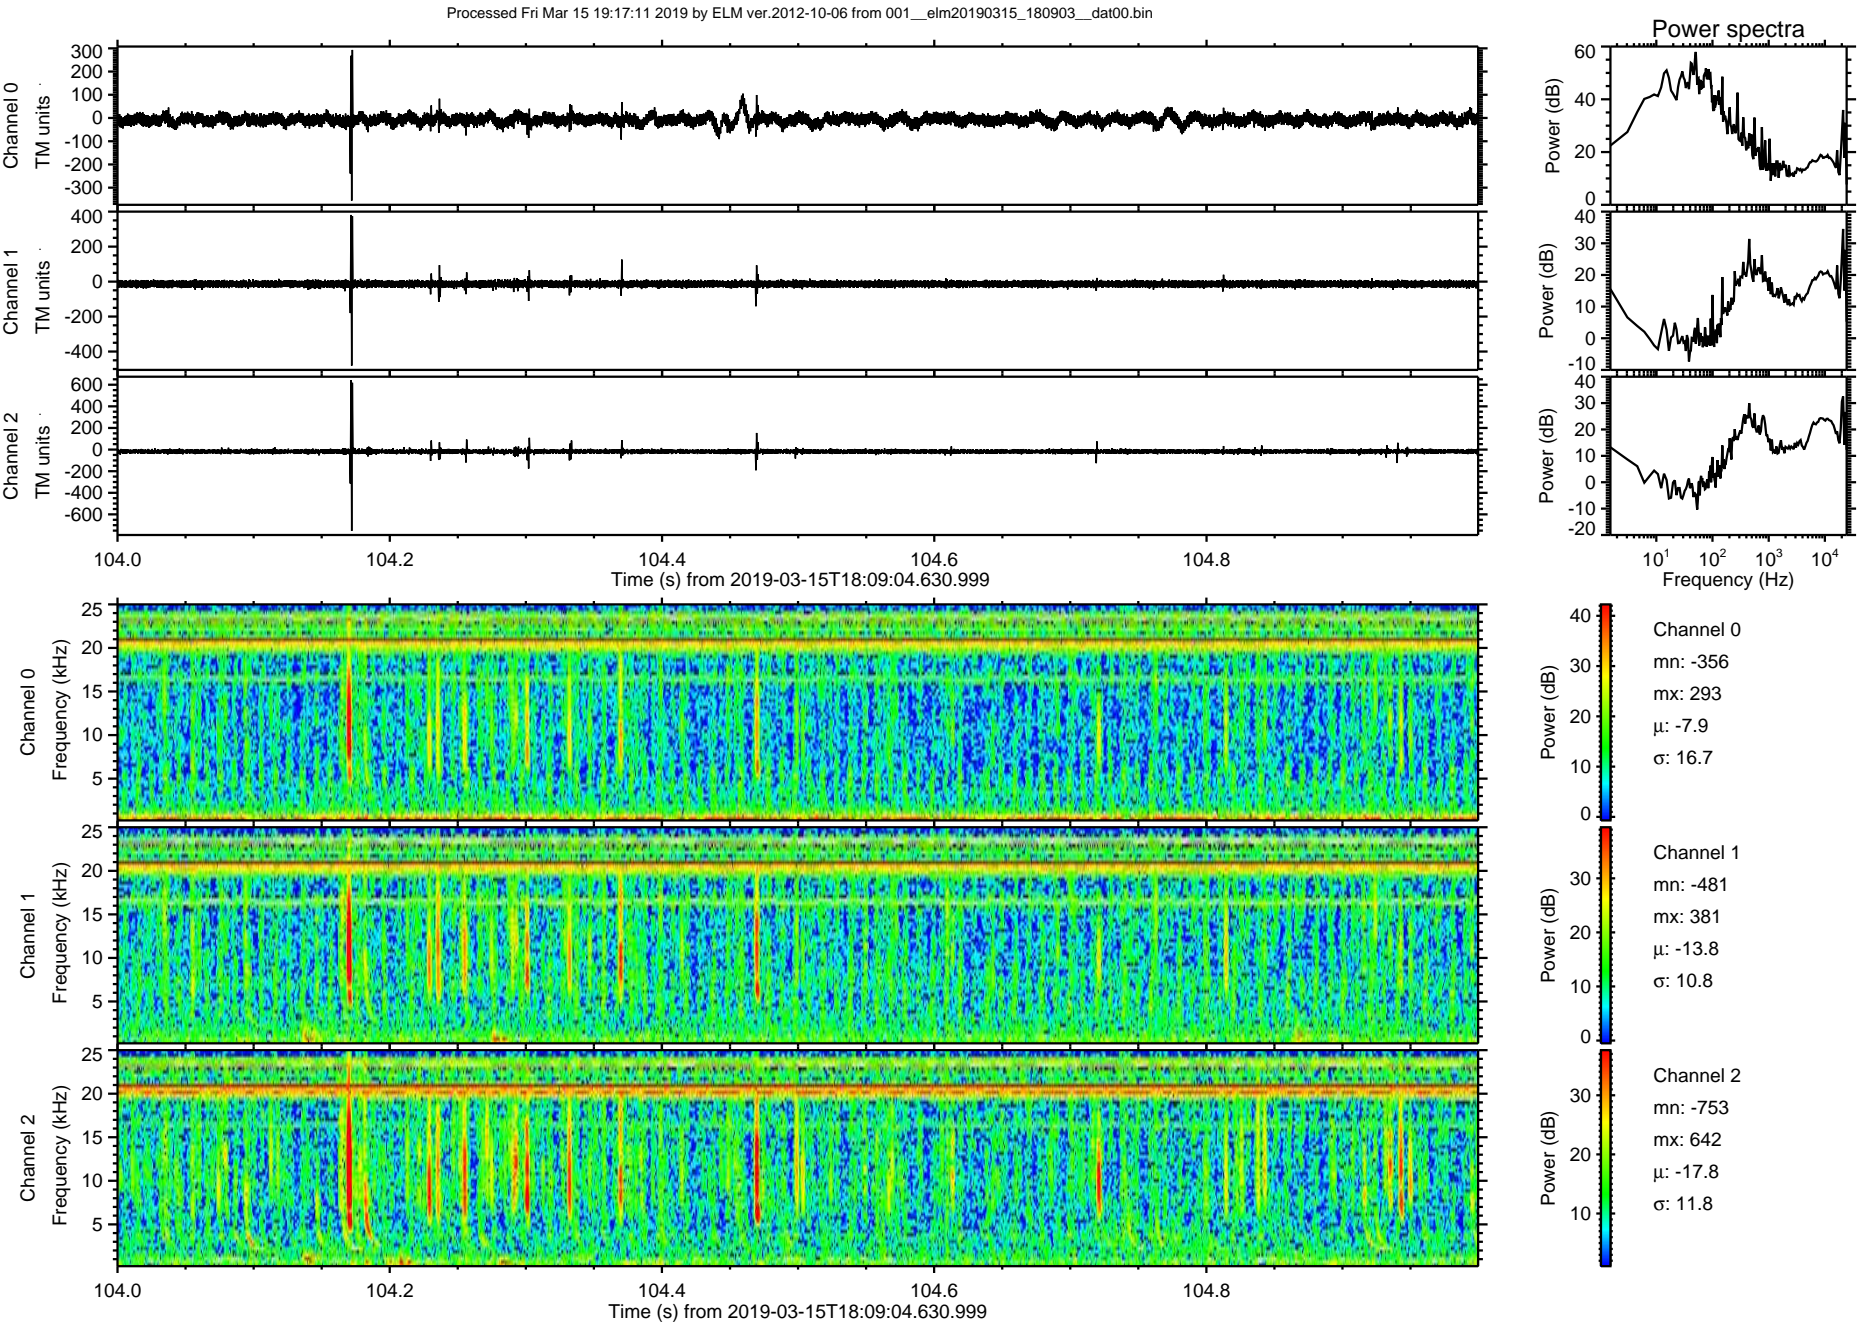 Processed Fri Mar 15 19:17:11 2019 by ELM ver.2012-10-06 from 001__elm20190315_180903__dat00.bin
Power spectra
Channel 0
TM units
300
200
100
0
-100
-200
-300
Power (dB)
60
40
20
0
Channel 1
TM units
400
200
0
-200
-400
Power (dB)
40
30
20
10
0
-10
Channel 2
TM units
600
400
200
0
-200
-400
-600
Power (dB)
40
30
20
10
0
-10
-20
104.0 104.2 104.4 104.6 104.8
Time (s) from 2019-03-15T18:09:04.630.999
10¹ 10² 10³ 10⁴
Frequency (Hz)
Channel 0
Frequency (kHz)
25
20
15
10
5
Power (dB)
40
30
20
10
0
Channel 0
mn: -356
mx: 293
μ: -7.9
σ: 16.7
Channel 1
Frequency (kHz)
25
20
15
10
5
Power (dB)
30
20
10
0
Channel 1
mn: -481
mx: 381
μ: -13.8
σ: 10.8
Channel 2
Frequency (kHz)
25
20
15
10
5
Power (dB)
30
20
10
Channel 2
mn: -753
mx: 642
μ: -17.8
σ: 11.8
104.0 104.2 104.4 104.6 104.8
Time (s) from 2019-03-15T18:09:04.630.999